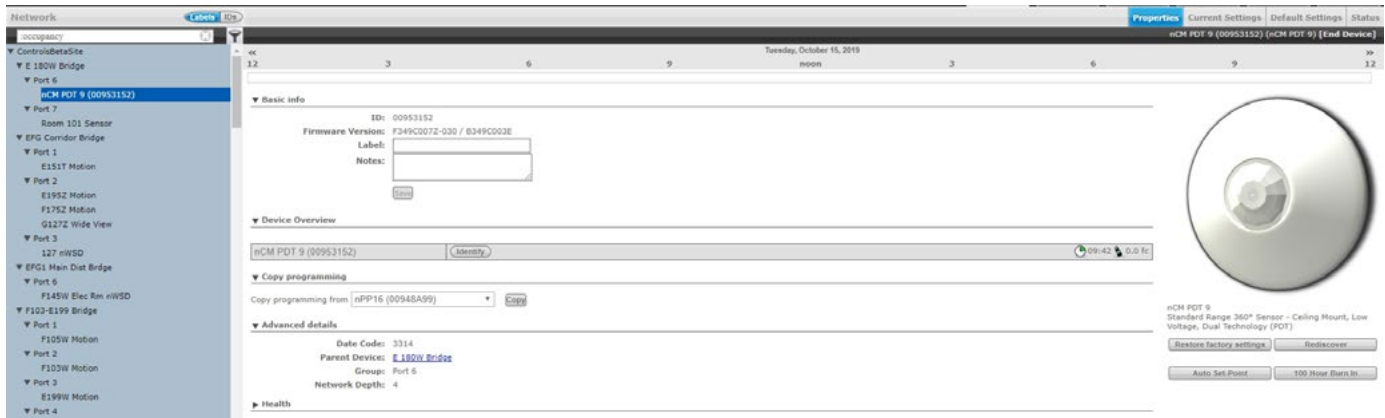 Network Labels IDs
Properties Current Settings Default Settings Status
:occupancy
nCM PDT 9 (00953152) (nCM PDT 9) [End Device]
▼ ControlsBetaSite
▼ E 180W Bridge
▼ Port 6
nCM PDT 9 (00953152)
▼ Port 7
Room 101 Sensor
▼ EFG Corridor Bridge
▼ Port 1
E151T Motion
▼ Port 2
E195Z Motion
F175Z Motion
G127Z Wide View
▼ Port 3
127 nWSD
▼ EFG1 Main Dist Brdge
▼ Port 6
F145W Elec Rm nWSD
▼ F103-E199 Bridge
▼ Port 1
F105W Motion
▼ Port 2
F103W Motion
▼ Port 3
E199W Motion
▼ Port 4
« Tuesday, October 15, 2019 »
12 3 6 9 noon 3 6 9 12
▼ Basic info
ID: 00953152
Firmware Version: F349C007Z-030 / B349C003E
Label:
Notes:
Save
▼ Device Overview
nCM PDT 9 (00953152) Identify 09:42 0.0 fc
▼ Copy programming
Copy programming from nPP16 (00948A99) Copy
▼ Advanced details
Date Code: 3314
Parent Device: E 180W Bridge
Group: Port 6
Network Depth: 4
▶ Health
nCM PDT 9
Standard Range 360° Sensor - Ceiling Mount, Low
Voltage, Dual Technology (PDT)
Restore factory settings Rediscover
Auto Set-Point 100 Hour Burn In